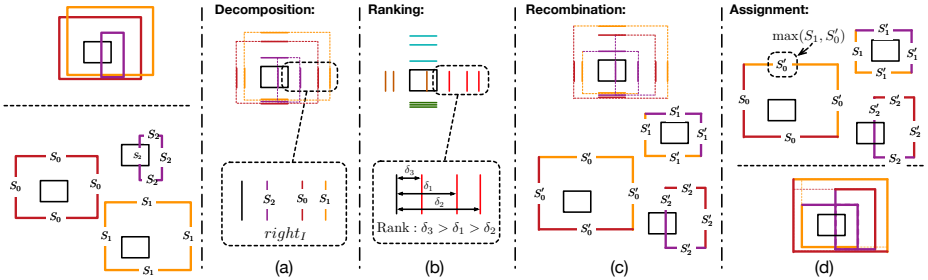 S₀
S₀
S₀
S₀
S₂
S₂
S₂
S₂
S₁
S₁
S₁
S₁
Decomposition:
S₂ S₀ S₁
right_I
(a)
Ranking:
δ₃
δ₁
δ₂
Rank : δ₃ > δ₁ > δ₂
(b)
Recombination:
S′₁
S′₁
S′₁
S′₁
S′₀
S′₀
S′₀
S′₀
S′₂
S′₂
S′₂
S′₂
(c)
Assignment:
max(S₁, S′₀)
S′₀
S₀
S′₀
S₀
S′₁
S₁
S′₁
S′₁
S′₂
S₂
S′₂
S′₂
(d)